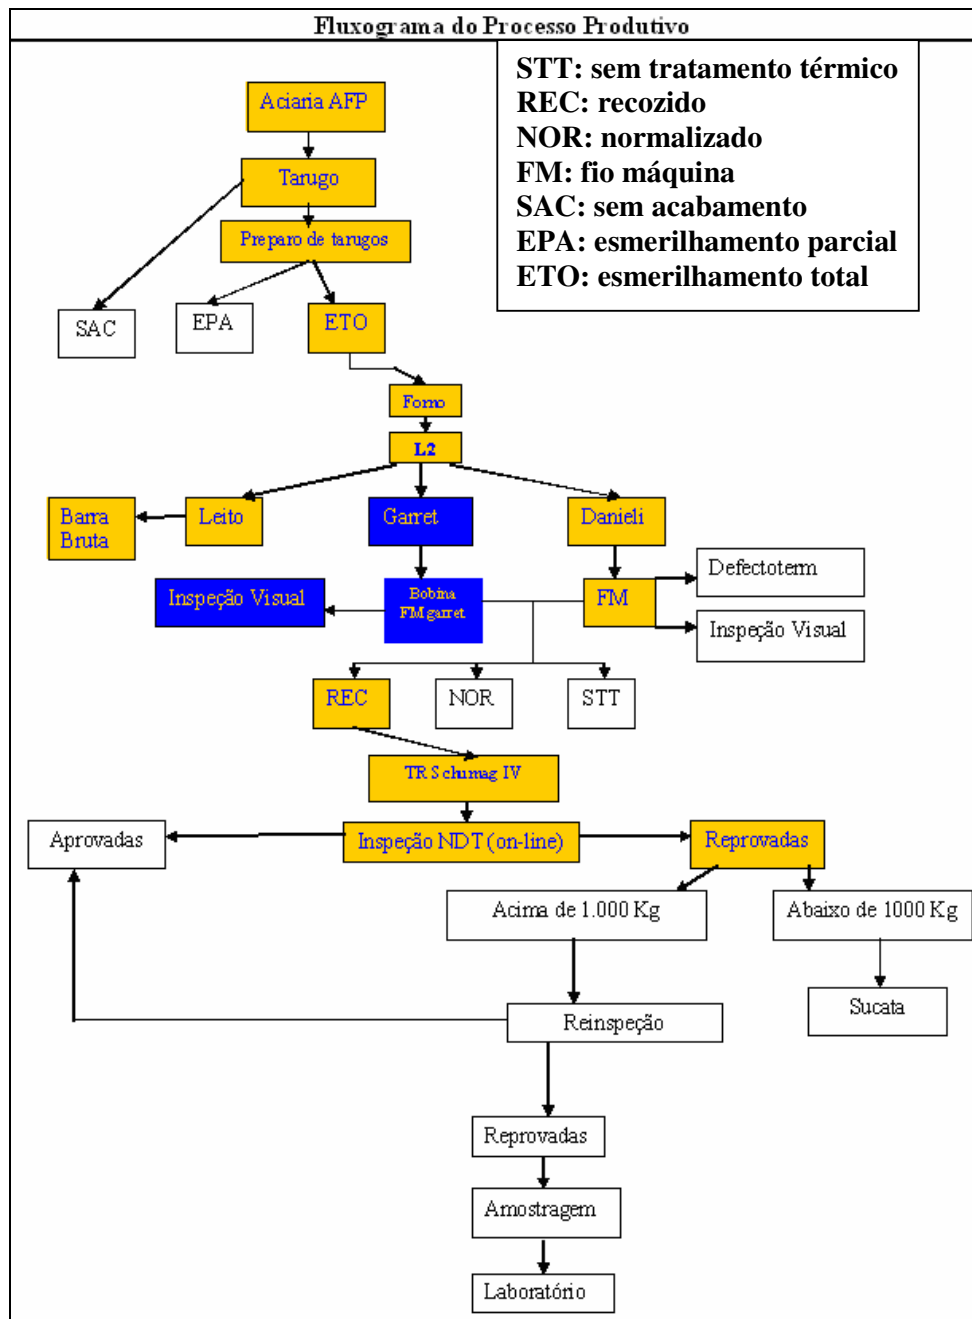 Fluxograma do Processo Produtivo
STT: sem tratamento térmico
REC: recozido
NOR: normalizado
FM: fio máquina
SAC: sem acabamento
EPA: esmerilhamento parcial
ETO: esmerilhamento total
Aciaria AFP
Tarugo
Preparo de tarugos
SAC
EPA
ETO
Forno
L2
Barra
Bruta
Leito
Garret
Danieli
Inspeção Visual
Bobina
FM garret
FM
Defectoterm
Inspeção Visual
REC
NOR
STT
TR Schumag IV
Aprovadas
Inspeção NDT (on-line)
Reprovadas
Acima de 1.000 Kg
Abaixo de 1000 Kg
Reinspeção
Sucata
Reprovadas
Amostragem
Laboratório